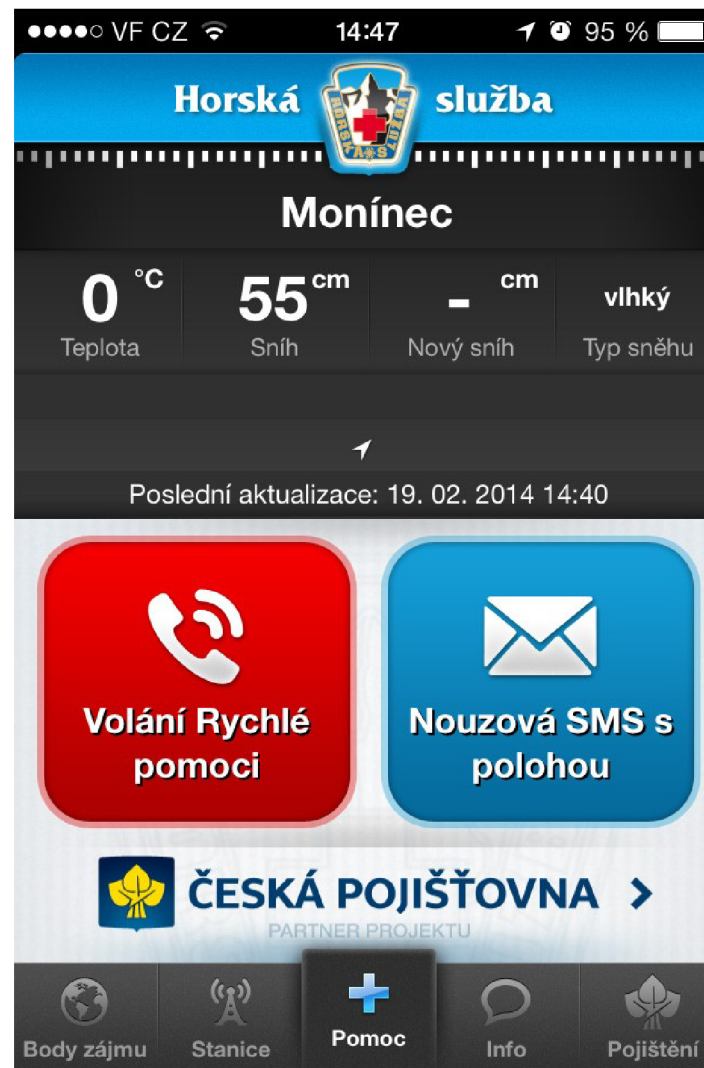 VF CZ 14:47 95 %
Horská služba
HORSKÁ SLUŽBA
Monínec
0 °C 55 cm - cm vlhký
Teplota Sníh Nový sníh Typ sněhu
Poslední aktualizace: 19. 02. 2014 14:40
Volání Rychlé
pomoci
Nouzová SMS s
polohou
ČESKÁ POJIŠŤOVNA
PARTNER PROJEKTU
Body zájmu Stanice Pomoc Info Pojištění